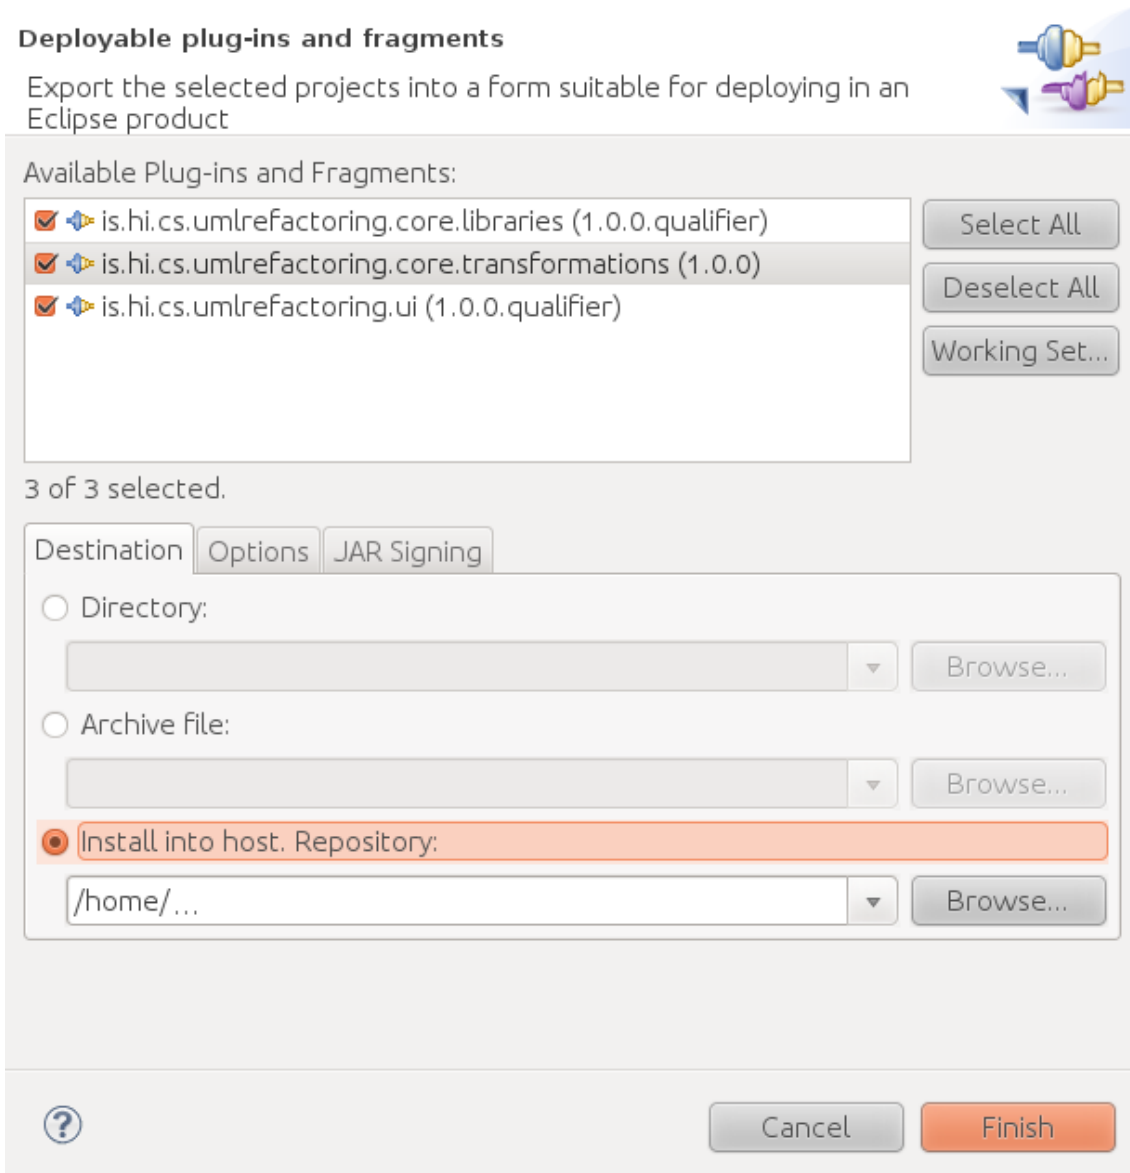 Deployable plug-ins and fragments
Export the selected projects into a form suitable for deploying in an
Eclipse product
Available Plug-ins and Fragments:
is.hi.cs.umlrefactoring.core.libraries (1.0.0.qualifier)
is.hi.cs.umlrefactoring.core.transformations (1.0.0)
is.hi.cs.umlrefactoring.ui (1.0.0.qualifier)
Select All
Deselect All
Working Set...
3 of 3 selected.
Destination Options JAR Signing
Directory:
Browse...
Archive file:
Browse...
Install into host. Repository:
/home/... Browse...
? Cancel Finish